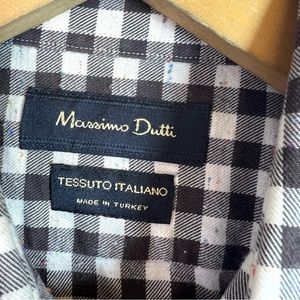 Massimo Dutti
TESSUTO ITALIANO
MADE IN TURKEY